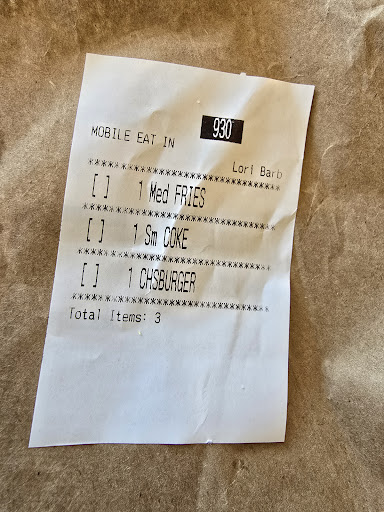 930
MOBILE EAT IN
Lori Barb
********************************
[ ] 1 Med FRIES
********************************
[ ] 1 Sm COKE
********************************
[ ] 1 CHSBURGER
********************************
Total Items: 3